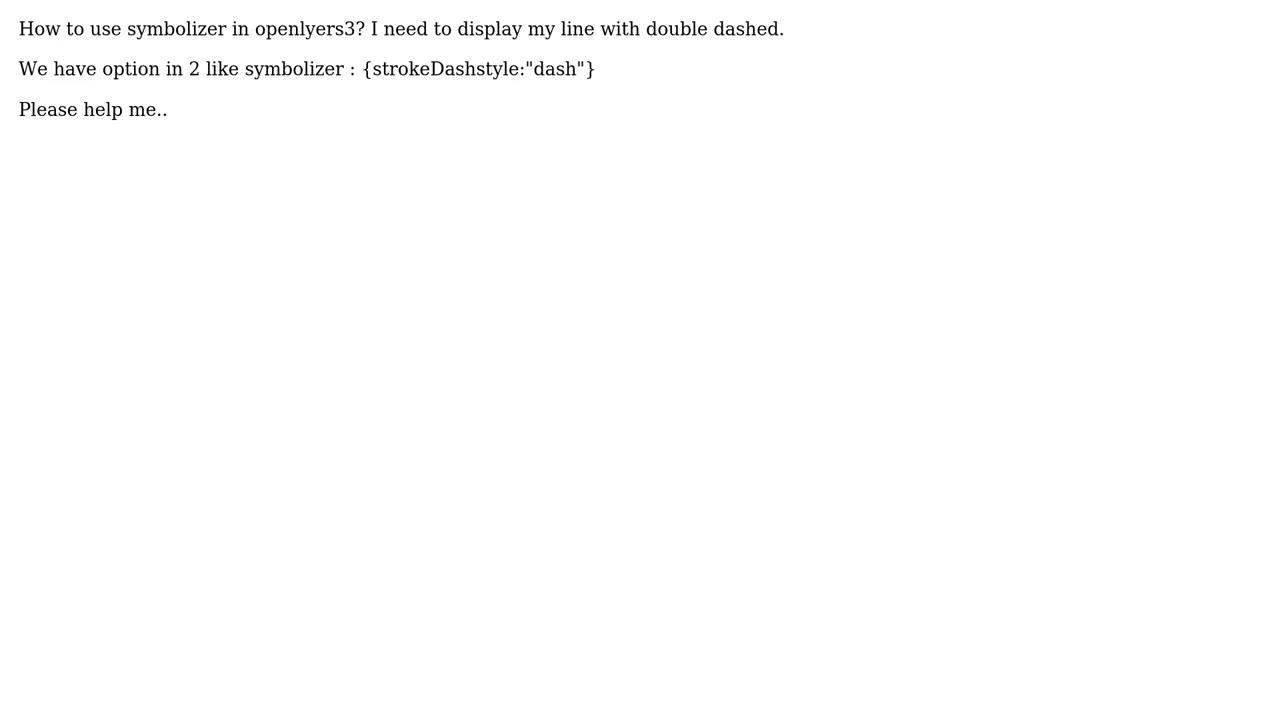 How to use symbolizer in openlyers3? I need to display my line with double dashed.
We have option in 2 like symbolizer : {strokeDashstyle:"dash"}
Please help me..